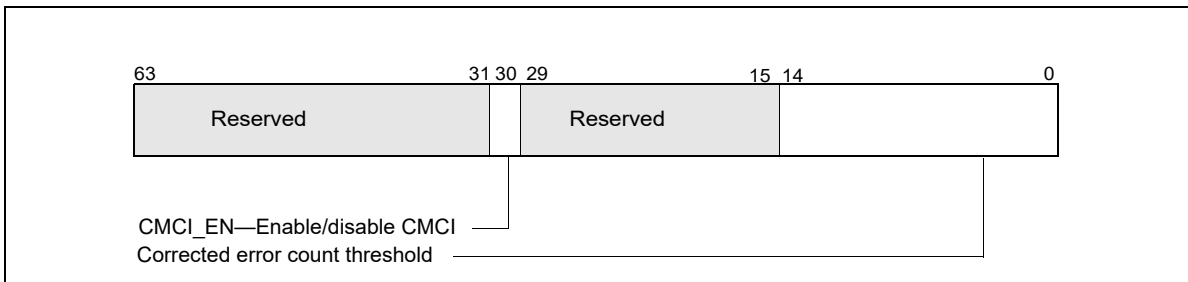 63 31 30 29 15 14 0
Reserved Reserved
CMCI_EN—Enable/disable CMCI
Corrected error count threshold